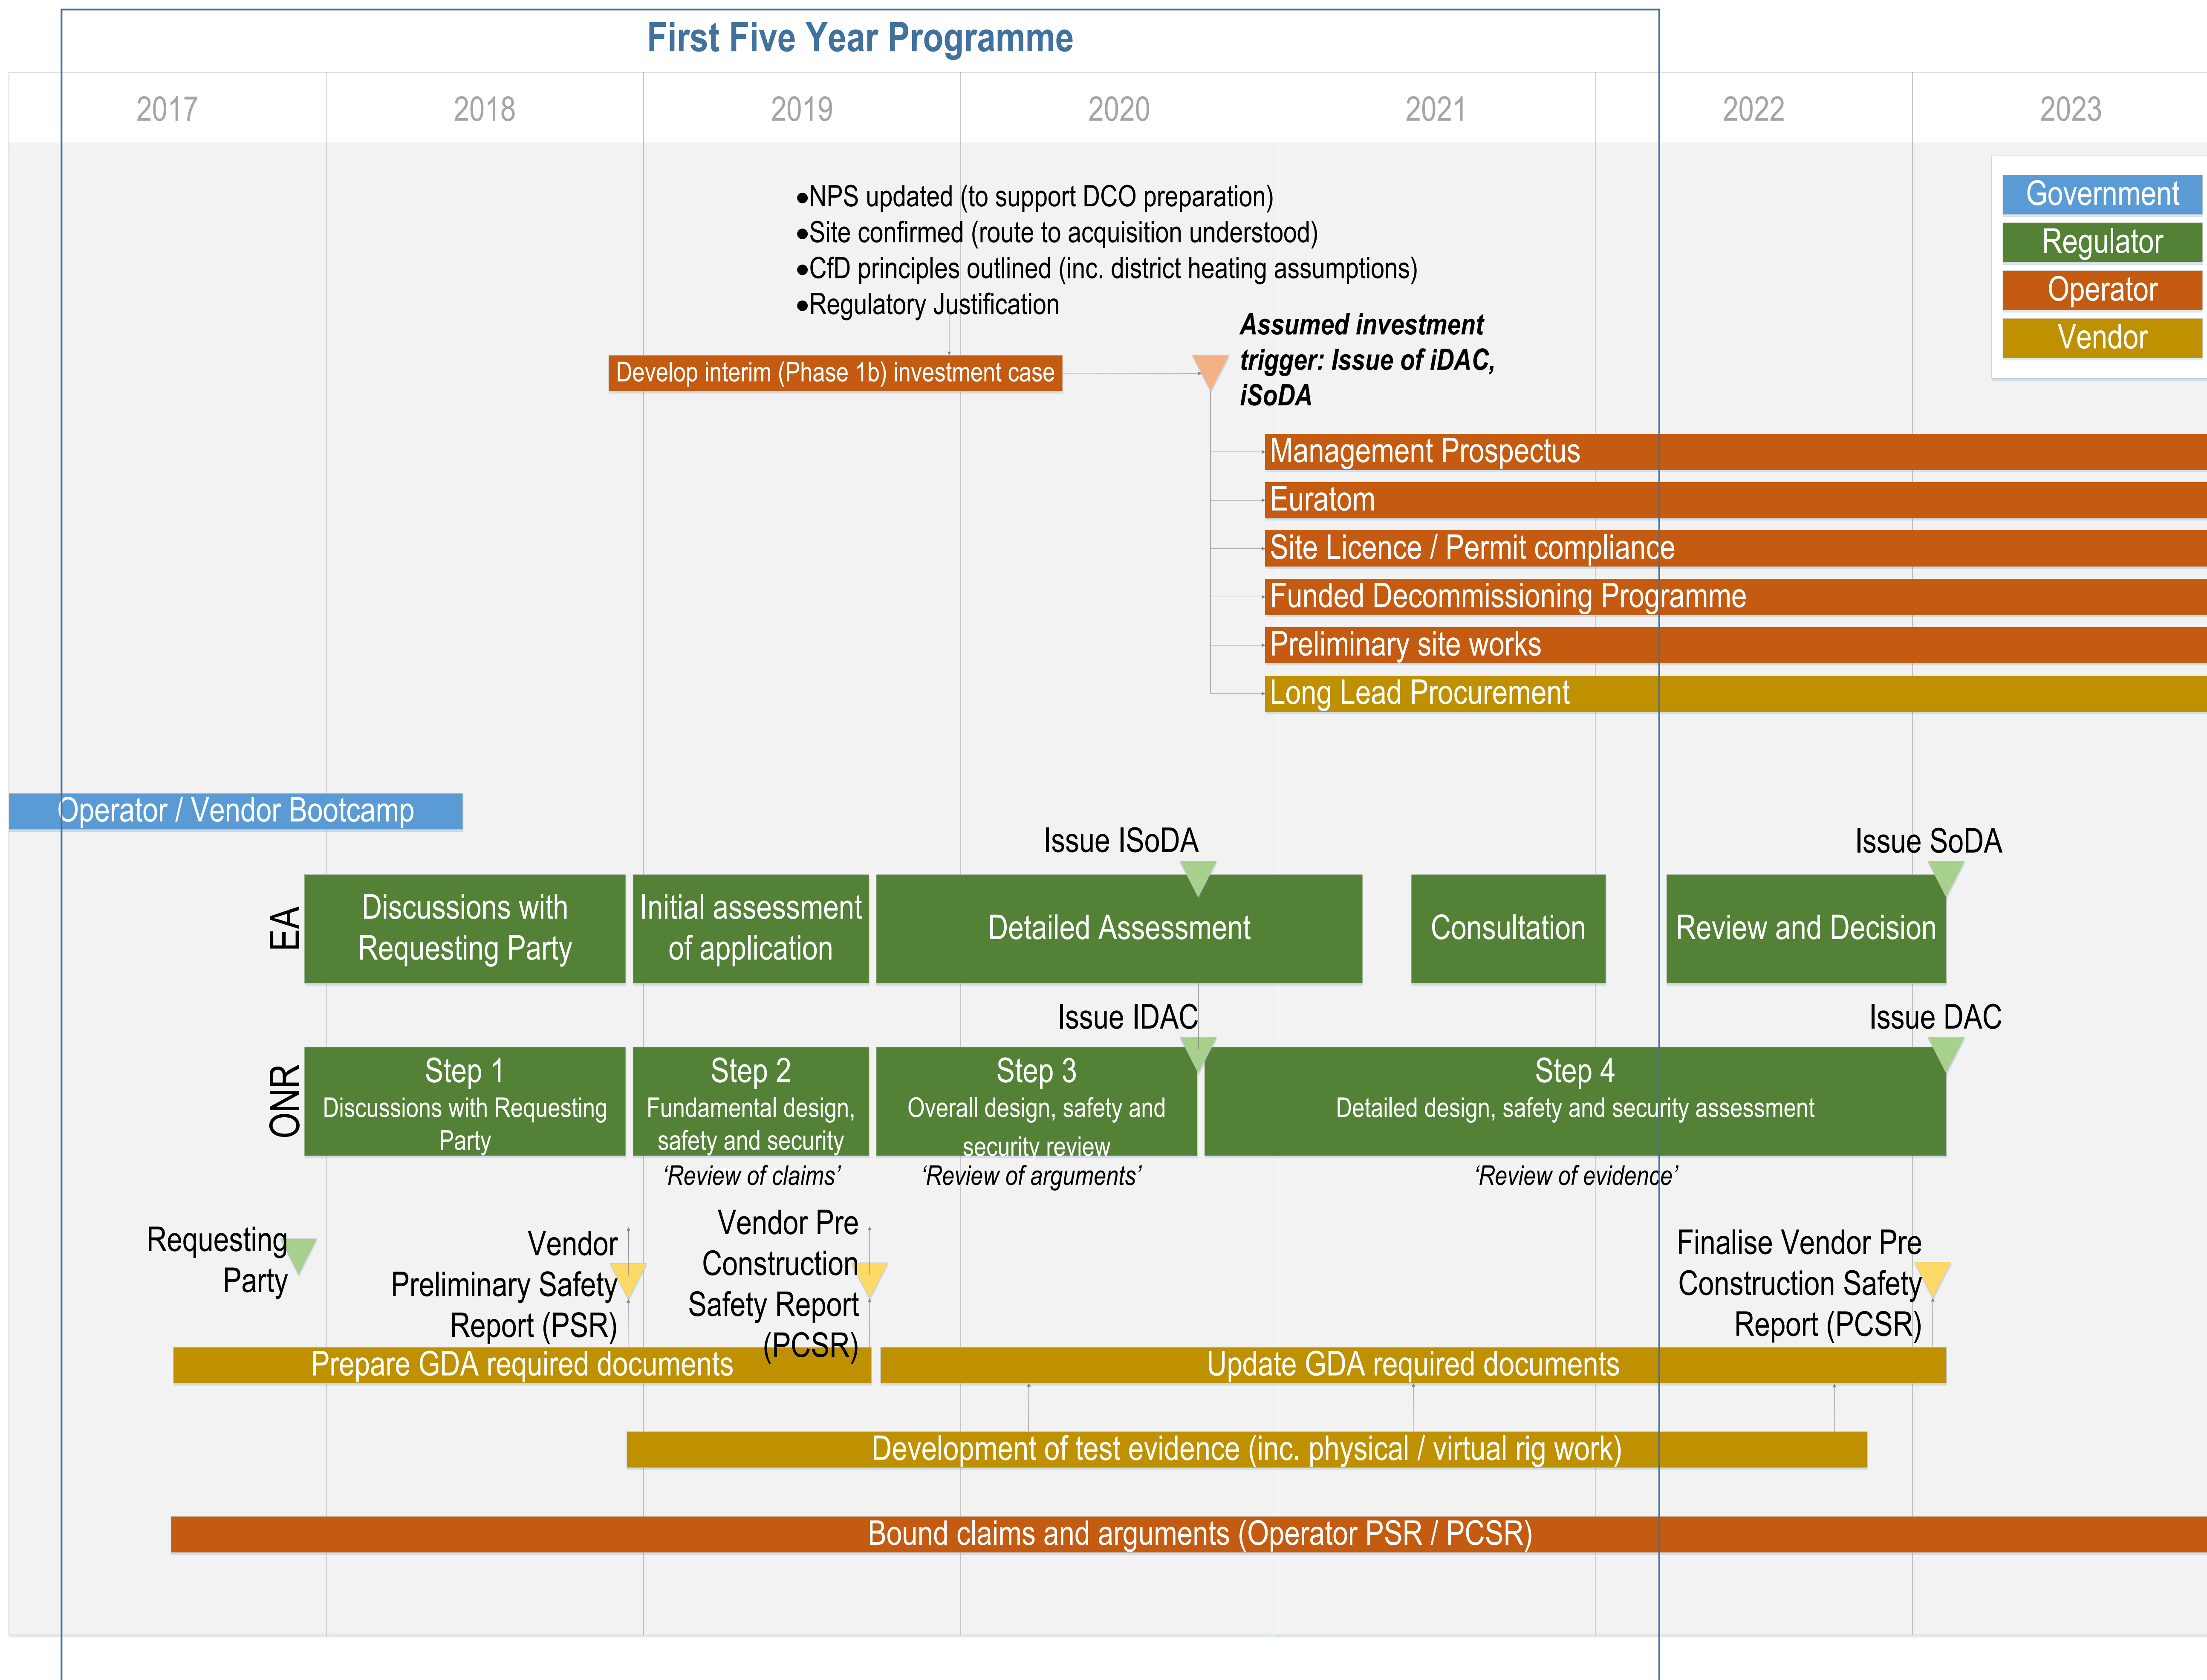 First Five Year Programme
2017
2018
2019
2020
2021
2022
2023
Government
Regulator
Operator
Vendor
•NPS updated (to support DCO preparation)
•Site confirmed (route to acquisition understood)
•CfD principles outlined (inc. district heating assumptions)
•Regulatory Justification
Develop interim (Phase 1b) investment case
Assumed investment
trigger: Issue of iDAC,
iSoDA
Management Prospectus
Euratom
Site Licence / Permit compliance
Funded Decommissioning Programme
Preliminary site works
Long Lead Procurement
Operator / Vendor Bootcamp
Issue ISoDA
Issue SoDA
EA
Discussions with
Requesting Party
Initial assessment
of application
Detailed Assessment
Consultation
Review and Decision
Issue IDAC
Issue DAC
ONR
Step 1
Discussions with Requesting
Party
Step 2
Fundamental design,
safety and security
Step 3
Overall design, safety and
security review
Step 4
Detailed design, safety and security assessment
‘Review of claims’
‘Review of arguments’
‘Review of evidence’
Requesting
Party
Vendor
Preliminary Safety
Report (PSR)
Vendor Pre
Construction
Safety Report
(PCSR)
Finalise Vendor Pre
Construction Safety
Report (PCSR)
Prepare GDA required documents
Update GDA required documents
Development of test evidence (inc. physical / virtual rig work)
Bound claims and arguments (Operator PSR / PCSR)